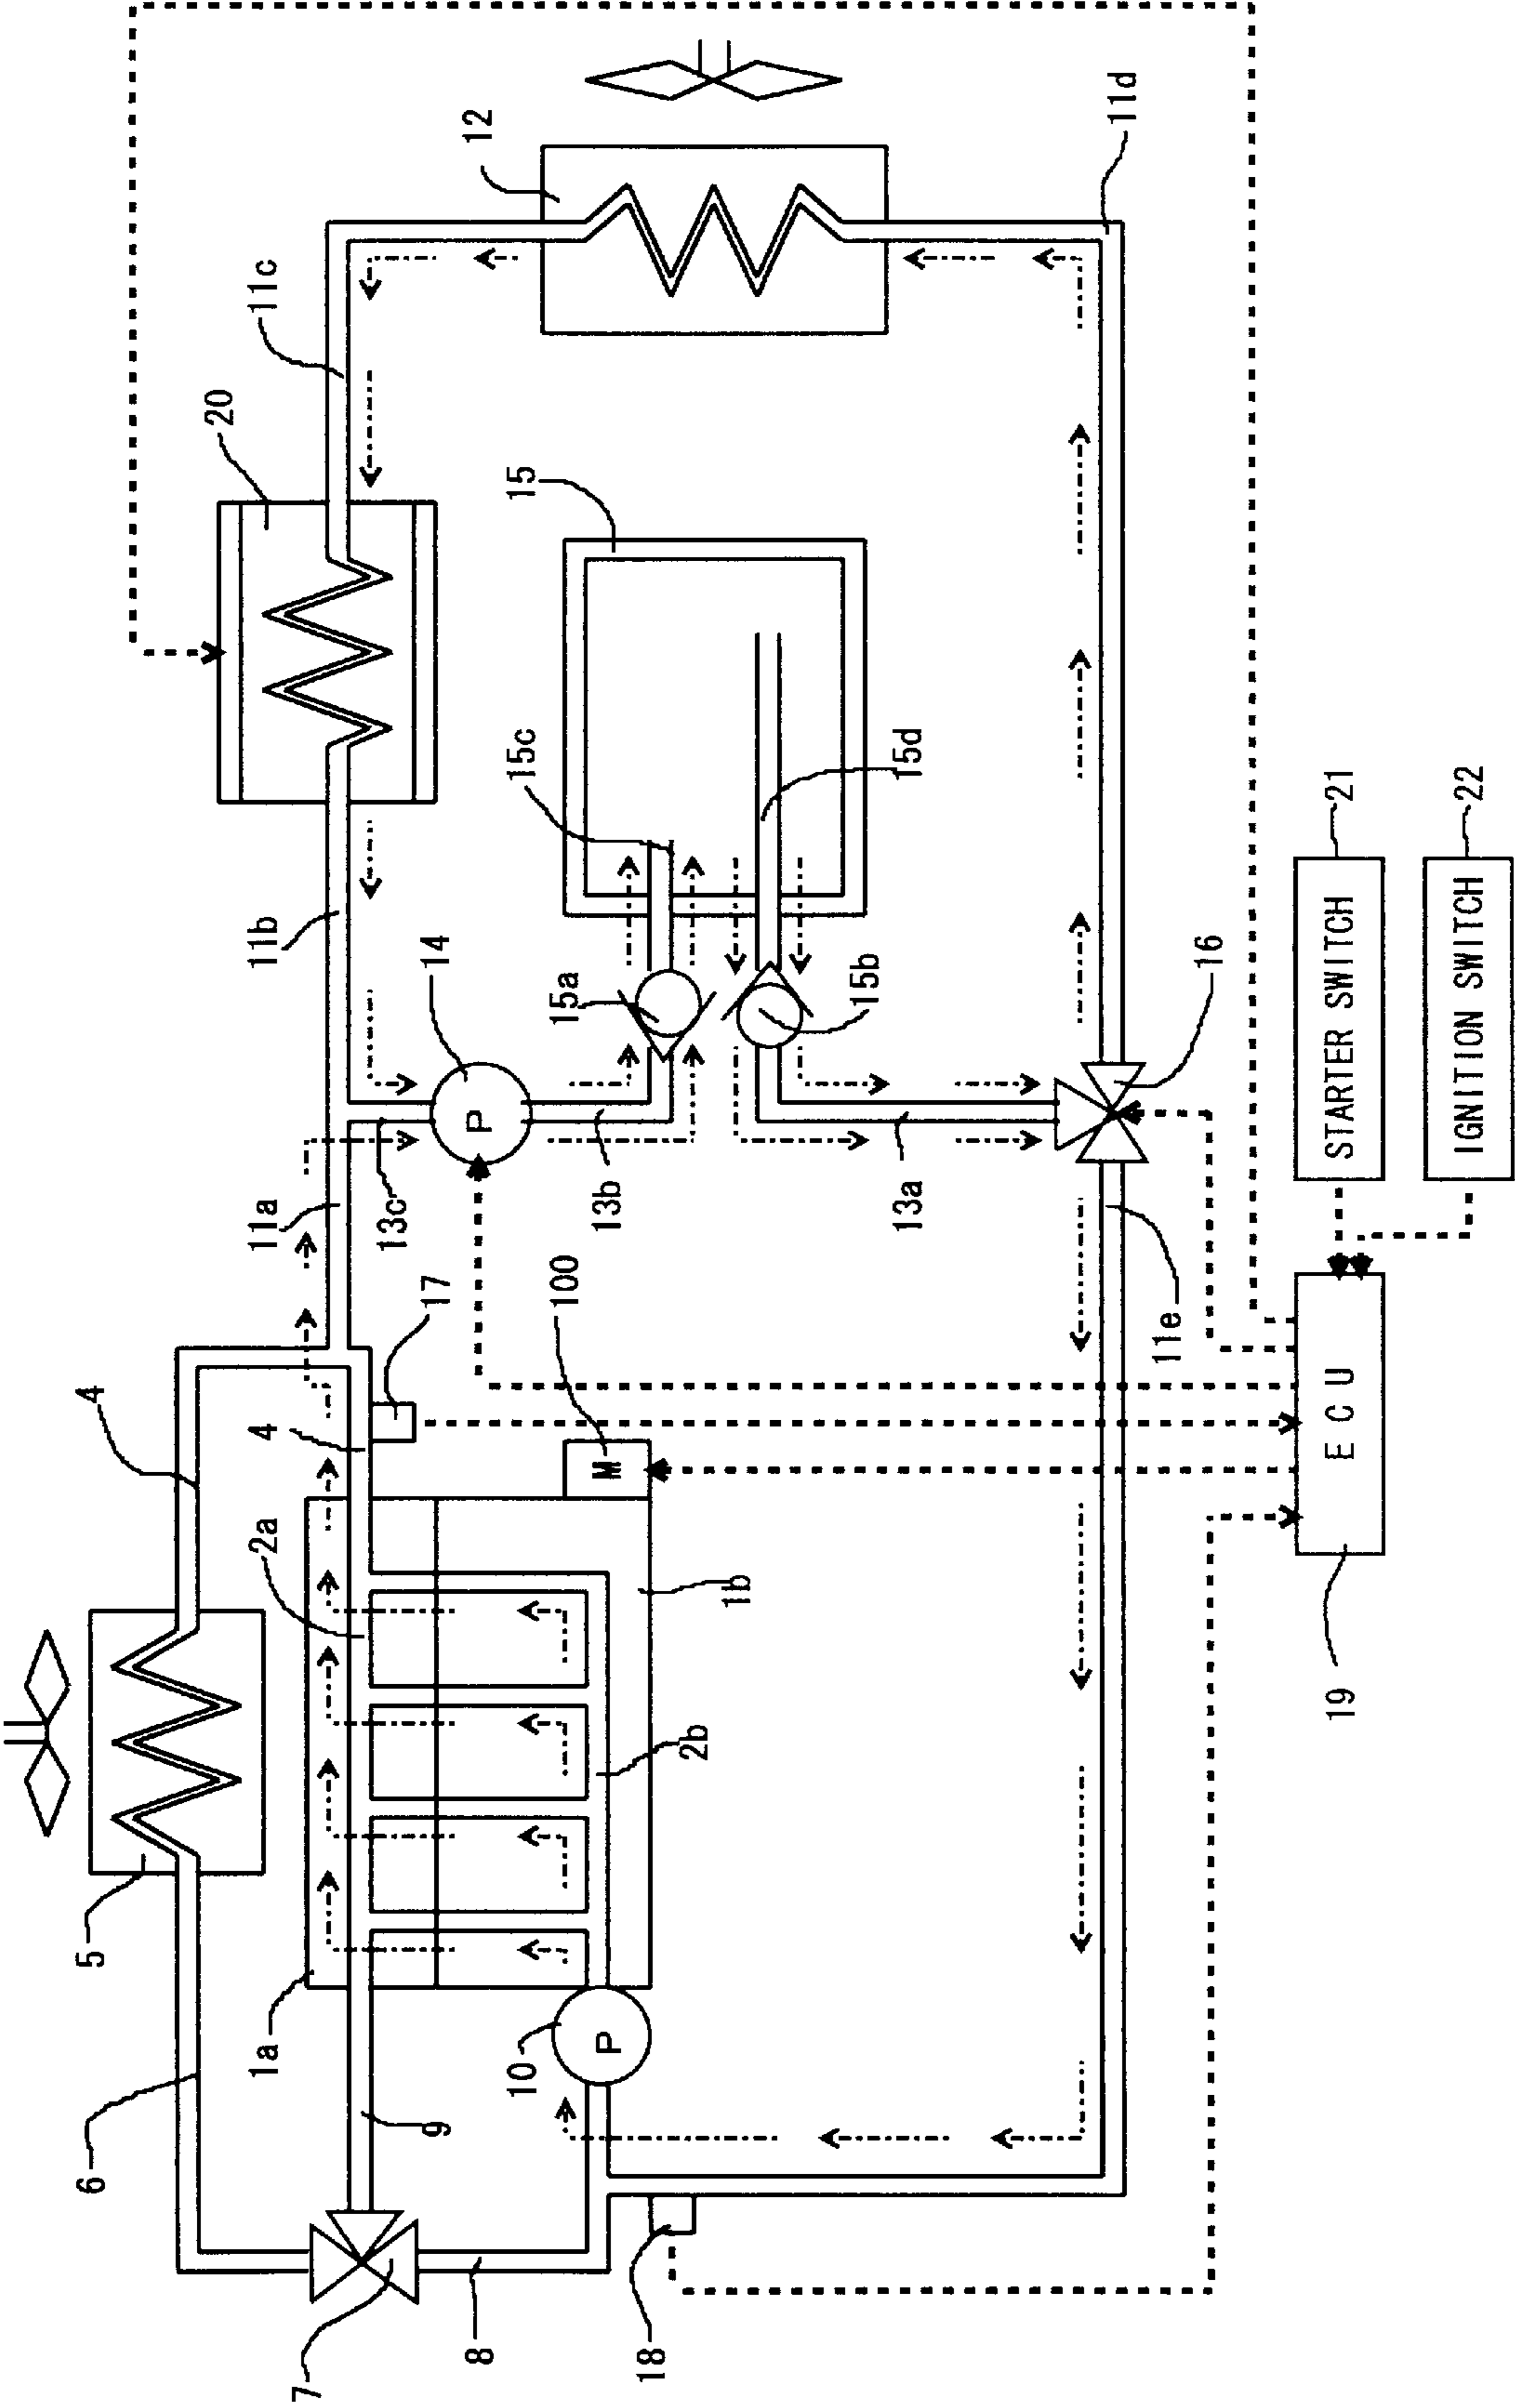 11d
12
11c
20
15
15c
15d
11b
14
15a
15b
16
21
STARTER SWITCH
22
IGNITION SWITCH
P
13b
13a
13c
11a
17
100
11e
4
4
M
ECU
19
2a
1b
2b
5
1a
10
P
6
9
7
8
18